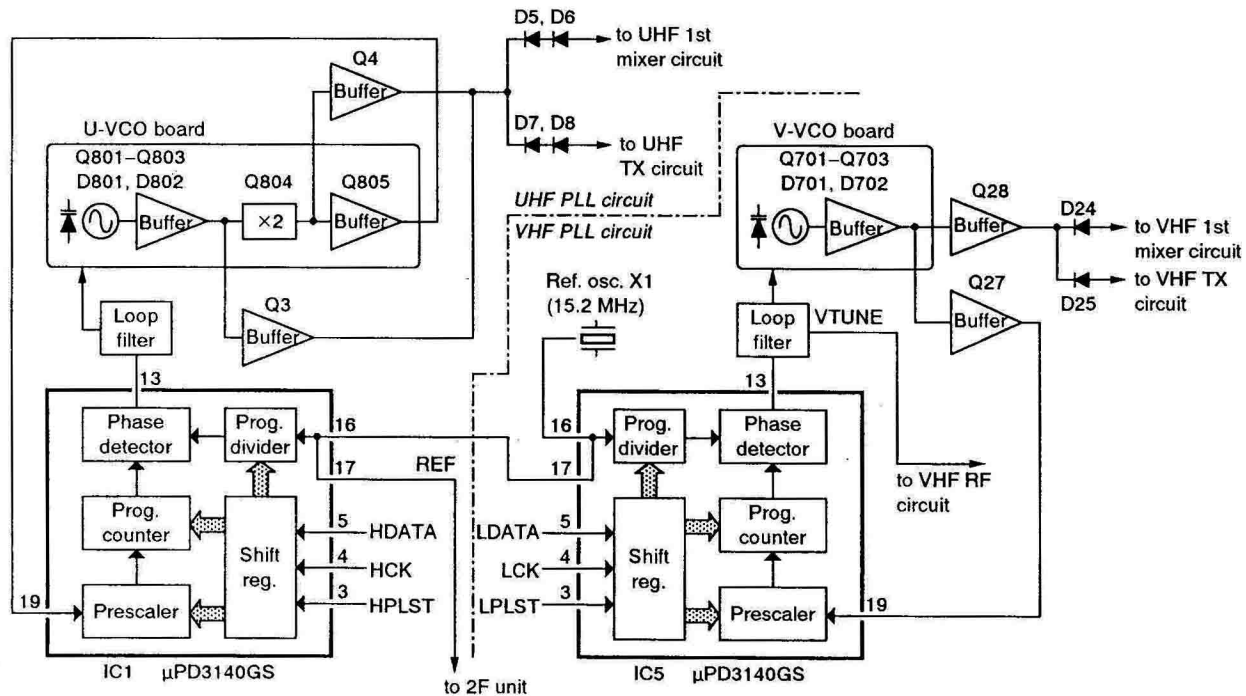 D5, D6
to UHF 1st
mixer circuit
Q4
Buffer
D7, D8
to UHF
TX circuit
U-VCO board
Q801–Q803
D801, D802
Buffer
Q804
×2
Q805
Buffer
UHF PLL circuit
VHF PLL circuit
V-VCO board
Q701–Q703
D701, D702
Buffer
Q28
Buffer
D24
to VHF 1st
mixer circuit
D25
to VHF TX
circuit
Q27
Buffer
Q3
Buffer
Loop
filter
Ref. osc. X1
(15.2 MHz)
Loop
filter
VTUNE
to VHF RF
circuit
13
Phase
detector
Prog.
divider
16
17
REF
Prog.
counter
Shift
reg.
Prescaler
5
HDATA
4
HCK
3
HPLST
19
IC1 µPD3140GS
to 2F unit
13
16
17
Prog.
divider
Phase
detector
LDATA
5
LCK
4
LPLST
3
Shift
reg.
Prog.
counter
Prescaler
19
IC5 µPD3140GS